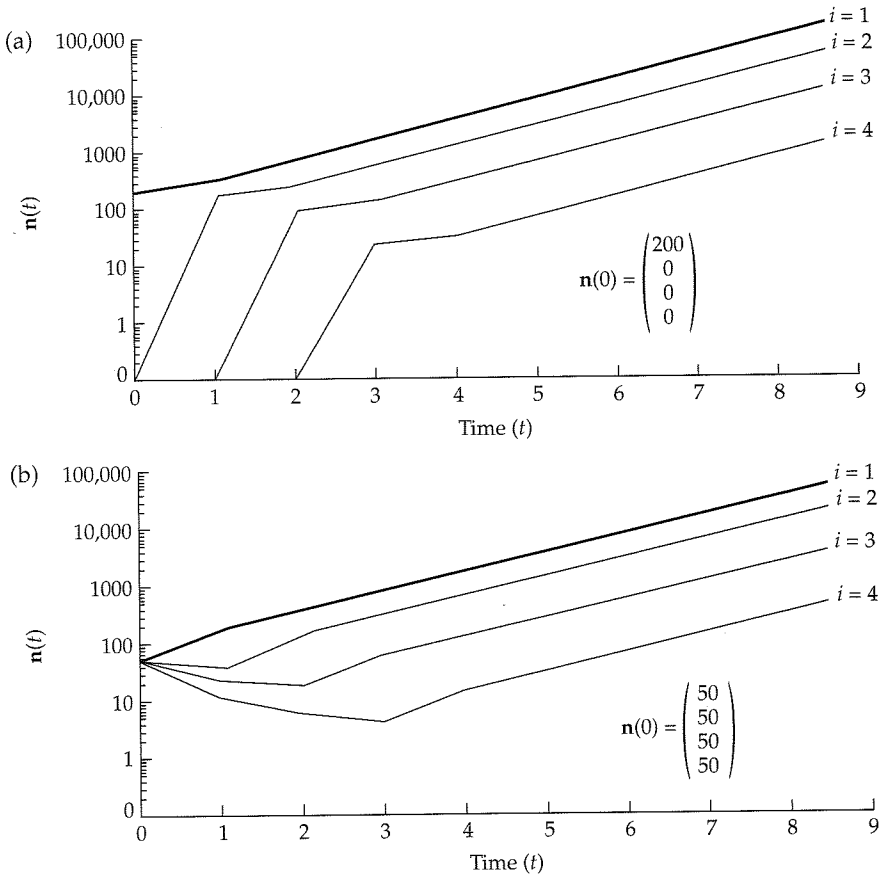 (a)
100,000
10,000
1000
100
10
1
0
n(t)
0 1 2 3 4 5 6 7 8 9
Time (t)
i = 1
i = 2
i = 3
i = 4
n(0) =
200
0
0
0
(b)
100,000
10,000
1000
100
10
1
0
n(t)
0 1 2 3 4 5 6 7 8 9
Time (t)
i = 1
i = 2
i = 3
i = 4
n(0) =
50
50
50
50